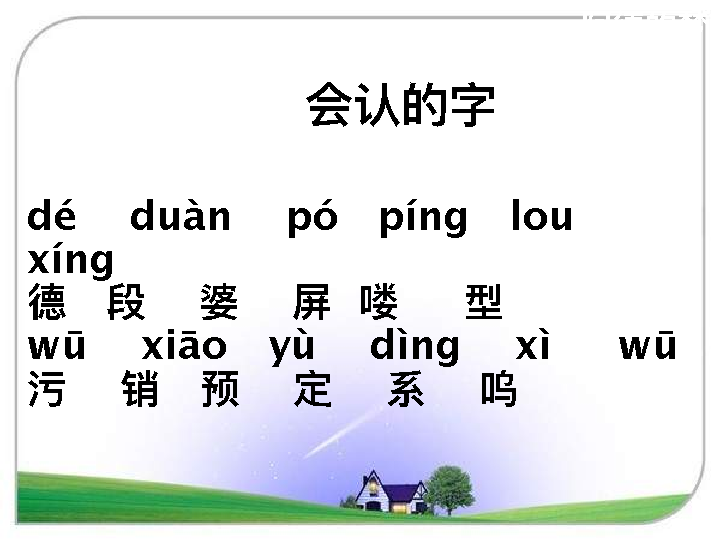 会认的字
dé duàn pó píng lou
xíng
德 段 婆 屏 喽 型
wū xiāo yù dìng xì wū
污 销 预 定 系 呜